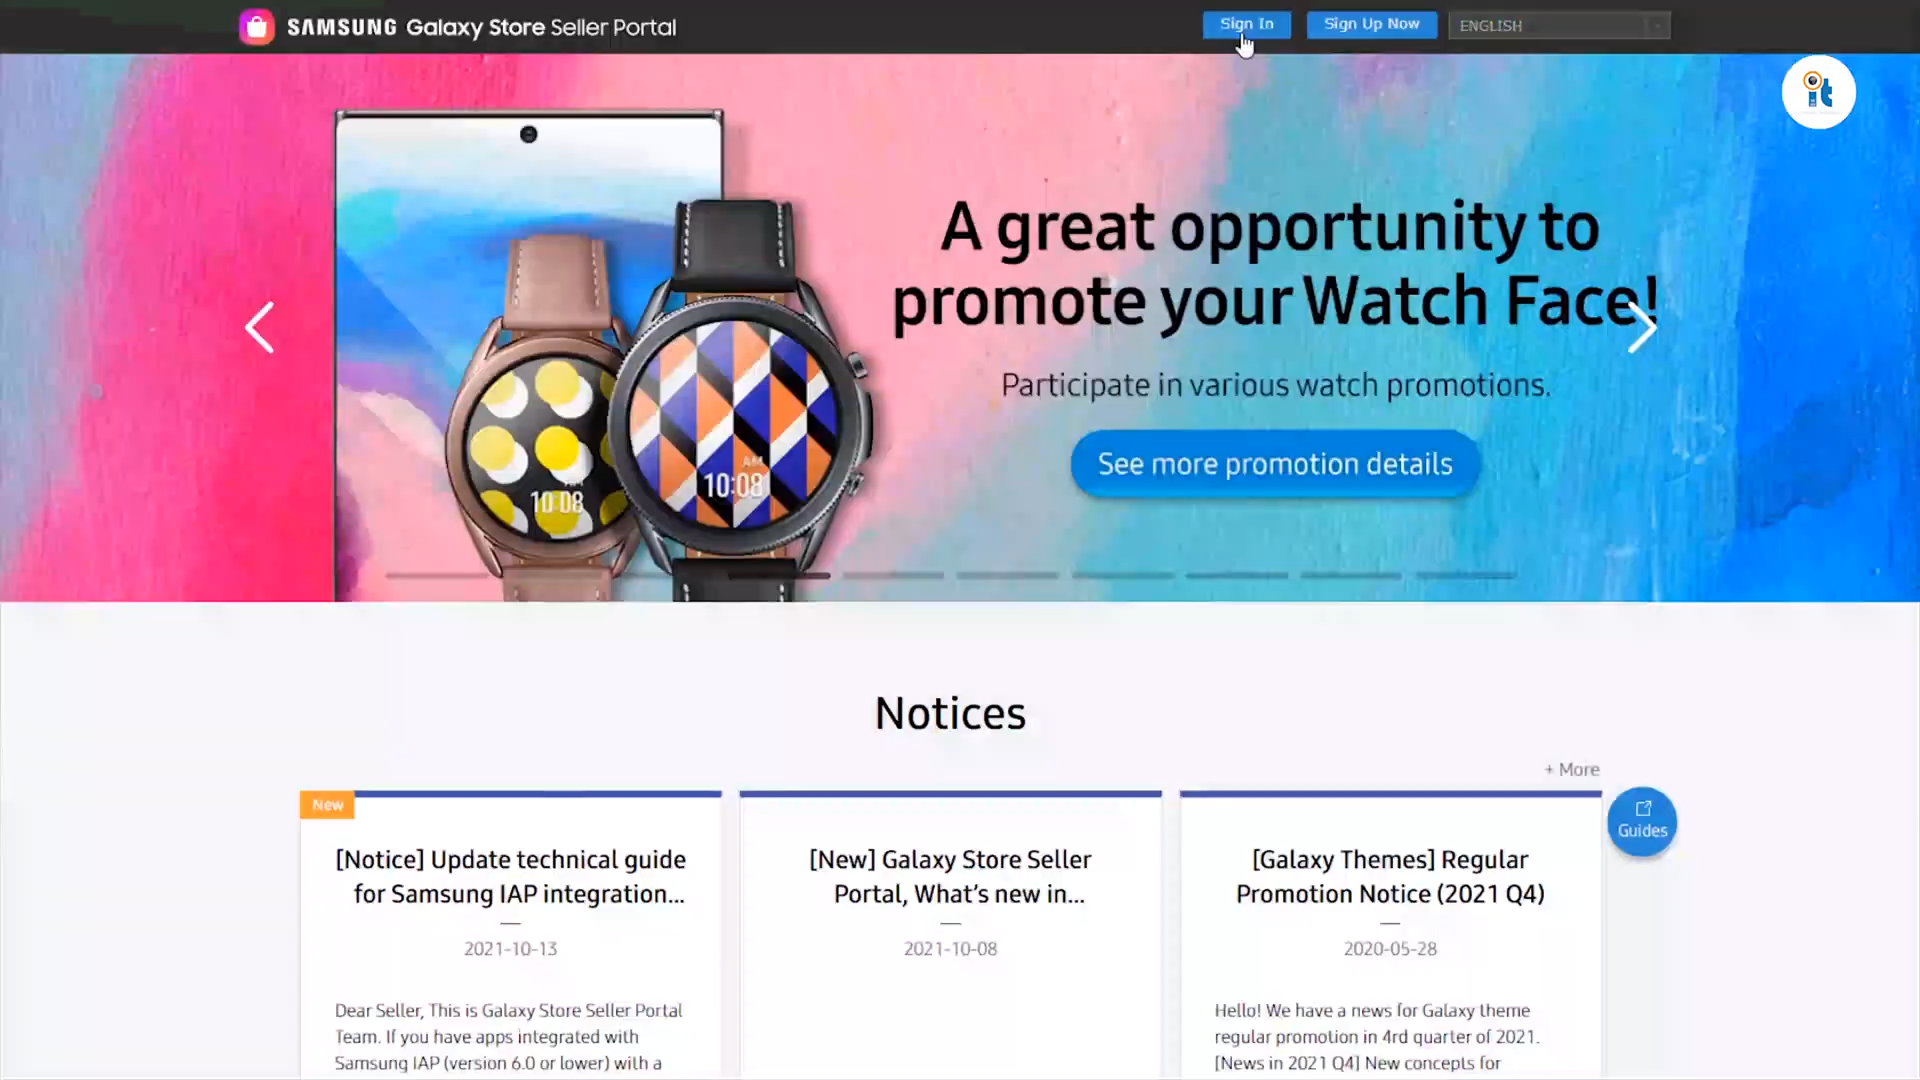 SAMSUNG Galaxy Store Seller Portal
Sign In
Sign Up Now
ENGLISH
it
A great opportunity to
promote your Watch Face!
Participate in various watch promotions.
See more promotion details
AM
10:08
AM
10:08
Notices
+ More
New
[Notice] Update technical guide
for Samsung IAP integration...
2021-10-13
Dear Seller, This is Galaxy Store Seller Portal
Team. If you have apps integrated with
Samsung IAP (version 6.0 or lower) with a
[New] Galaxy Store Seller
Portal, What's new in...
2021-10-08
[Galaxy Themes] Regular
Promotion Notice (2021 Q4)
2020-05-28
Hello! We have a news for Galaxy theme
regular promotion in 4rd quarter of 2021.
[News in 2021 Q4] New concepts for
Guides